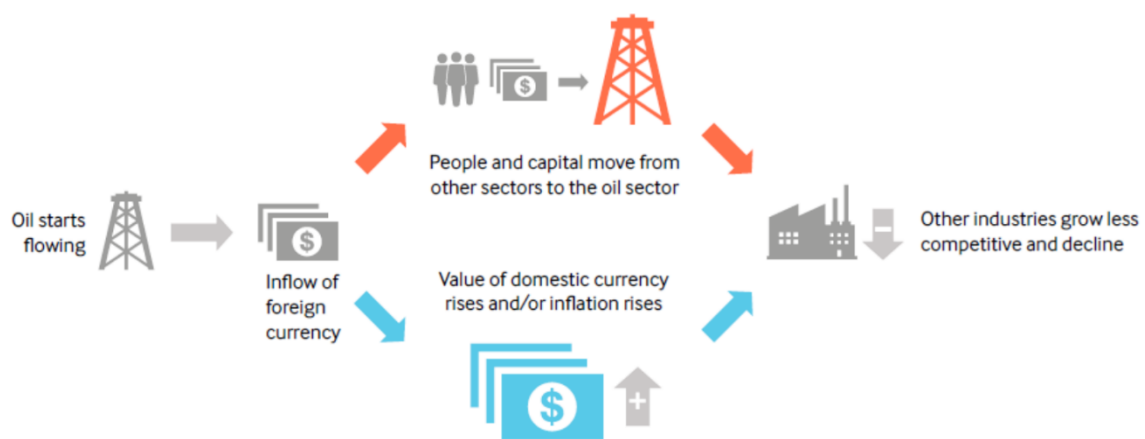 Oil starts
flowing
Inflow of
foreign
currency
$
$
People and capital move from
other sectors to the oil sector
Value of domestic currency
rises and/or inflation rises
$
+
-
Other industries grow less
competitive and decline